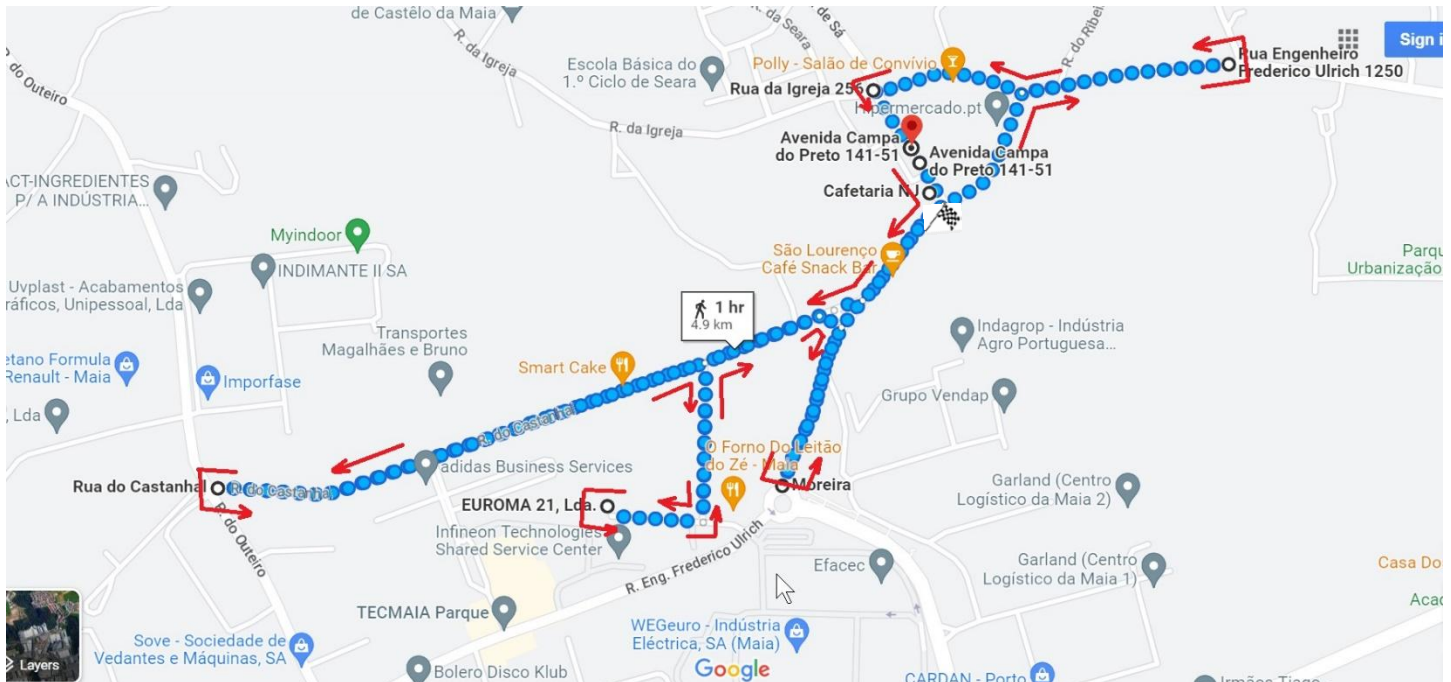 de Castêlo da Maia
R. da Igreja
R. da Seara
de Sá
R. do Ribei
Sign i
P. do Outeiro
Escola Básica do
1.º Ciclo de Seara
Polly - Salão de Convívio
Rua Engenheiro
Frederico Ulrich 1250
Rua da Igreja 256
Hipermercado.pt
R. da Igreja
Avenida Campa
do Preto 141-51
Avenida Campa
do Preto 141-51
ACT-INGREDIENTES
P/ A INDÚSTRIA...
Cafetaria NJ
Myindoor
INDIMANTE II SA
São Lourenço
Café Snack Bar
Parqu
Urbanização
Uvplast - Acabamentos
ráficos, Unipessoal, Lda
1 hr
4.9 km
Transportes
Magalhães e Bruno
Indagrop - Indústria
Agro Portuguesa...
etano Formula
Renault - Maia
Imporfase
Smart Cake
Grupo Vendap
, Lda
R. do Castanhal
O Forno Do Leitão
do Zé - Maia
adidas Business Services
Rua do Castanhal
R. do Castanhal
Moreira
Garland (Centro
Logístico da Maia 2)
EUROMA 21, Lda.
Infineon Technologies
Shared Service Center
R. do Outeiro
R. Eng. Frederico Ulrich
Efacec
Garland (Centro
Logístico da Maia 1)
Casa Do
TECMAIA Parque
Acad
Sove - Sociedade de
Vedantes e Máquinas, SA
WEGeuro - Indústria
Eléctrica, SA (Maia)
Layers
Bolero Disco Klub
Google
CARDAN - Porto
Irmãos Tiago